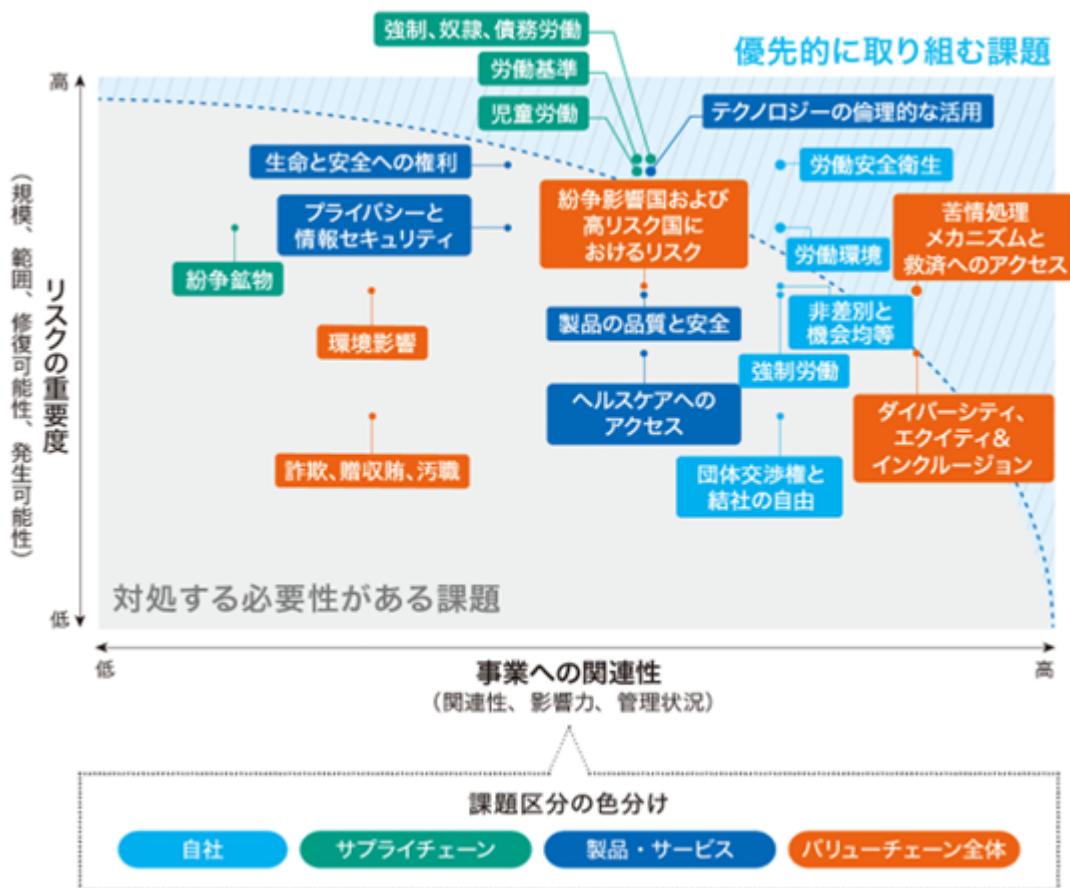 強制、奴隷、債務労働
優先的に取り組む課題
高
労働基準
児童労働
テクノロジーの倫理的な活用
生命と安全への権利
労働安全衛生
プライバシーと
情報セキュリティ
紛争影響国および
高リスク国に
おけるリスク
苦情処理
メカニズムと
救済へのアクセス
労働環境
紛争鉱物
リスクの重要度
(規模、範囲、修復可能性、発生可能性)
環境影響
製品の品質と安全
非差別と
機会均等
強制労働
ヘルスケアへの
アクセス
ダイバーシティ、
エクイティ&
インクルージョン
詐欺、贈収賄、汚職
団体交渉権と
結社の自由
対処する必要性がある課題
低
低
事業への関連性
高
(関連性、影響力、管理状況)
課題区分の色分け
自社
サプライチェーン
製品・サービス
バリューチェーン全体